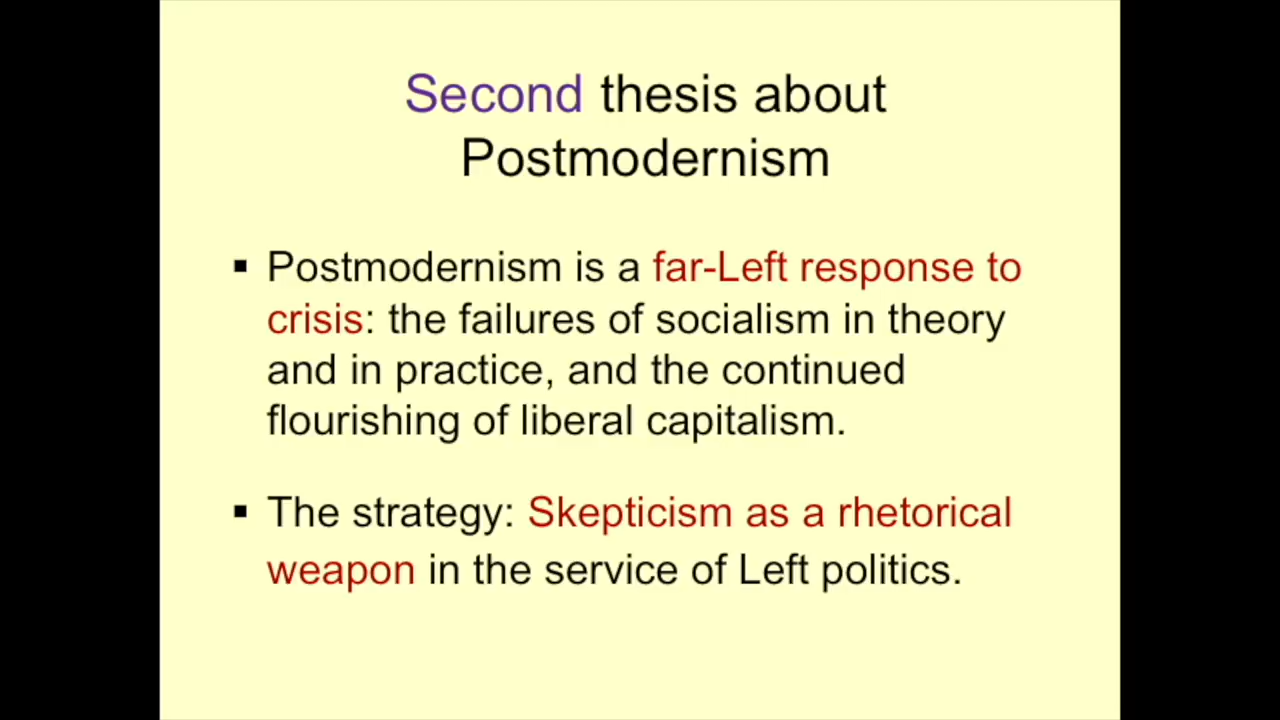 Second thesis about
Postmodernism
▪ Postmodernism is a far-Left response to
crisis: the failures of socialism in theory
and in practice, and the continued
flourishing of liberal capitalism.
▪ The strategy: Skepticism as a rhetorical
weapon in the service of Left politics.